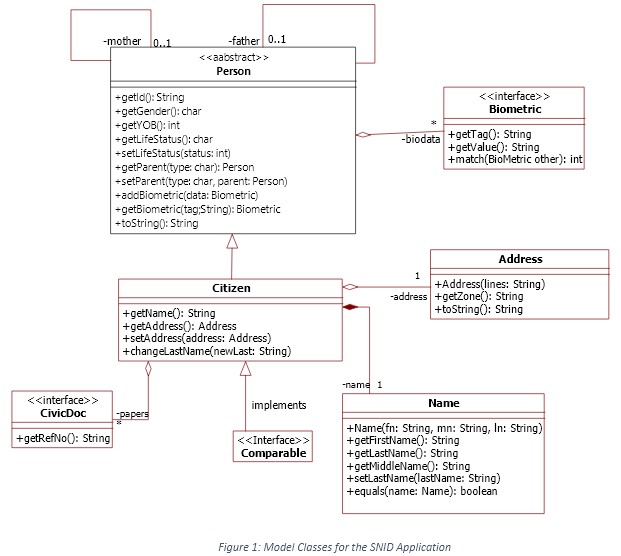 -mother 0..1
-father 0..1
<<aabstract>>
Person
+getId(): String
+getGender(): char
+getYOB(): int
+getLifeStatus(): char
+setLifeStatus(status: int)
+getParent(type: char): Person
+setParent(type: char, parent: Person)
+addBiometric(data: Biometric)
+getBiometric(tag;String): Biometric
+toString(): String
*
-biodata
<<interface>>
Biometric
+getTag(): String
+getValue(): String
+match(BioMetric other): int
Citizen
+getName(): String
+getAddress(): Address
+setAddress(address: Address)
+changeLastName(newLast: String)
1
-address
Address
+Address(lines: String)
+getZone(): String
+toString(): String
<<interface>>
CivicDoc
+getRefNo(): String
-papers
*
implements
<<Interface>>
Comparable
-name 1
Name
+Name(fn: String, mn: String, ln: String)
+getFirstName(): String
+getLastName(): String
+getMiddleName(): String
+setLastName(lastName: String)
+equals(name: Name): boolean
Figure 1: Model Classes for the SNID Application